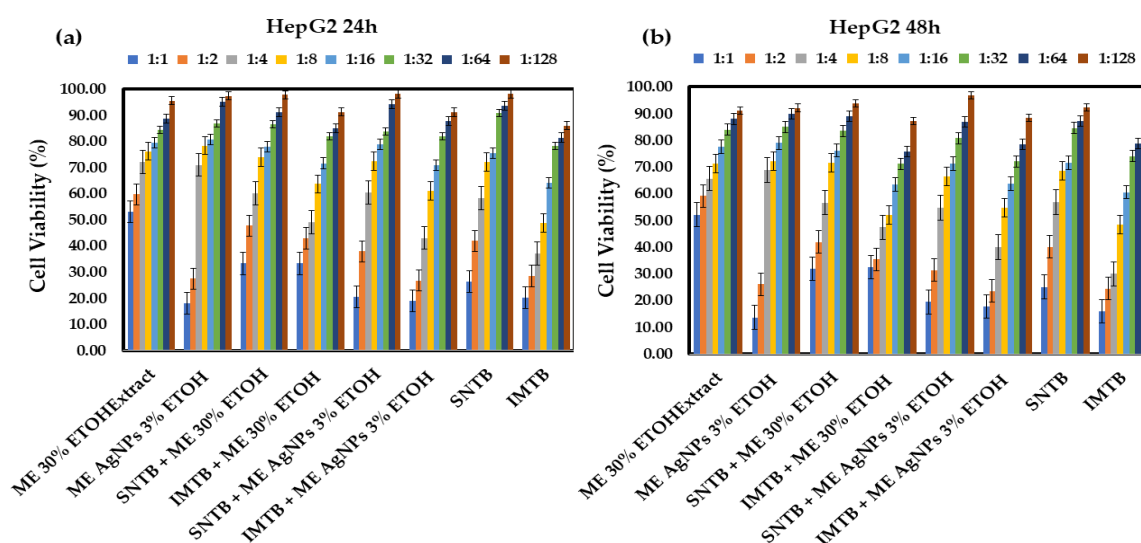 (a)
HepG2 24h
1:1 1:2 1:4 1:8 1:16 1:32 1:64 1:128
Cell Viability (%)
100.00
90.00
80.00
70.00
60.00
50.00
40.00
30.00
20.00
10.00
0.00
ME 30% ETOHExtract
ME AgNPs 3% ETOH
SNTB + ME 30% ETOH
IMTB + ME 30% ETOH
SNTB + ME AgNPs 3% ETOH
IMTB + ME AgNPs 3% ETOH
SNTB
IMTB
(b)
HepG2 48h
1:1 1:2 1:4 1:8 1:16 1:32 1:64 1:128
Cell Viability (%)
100.00
90.00
80.00
70.00
60.00
50.00
40.00
30.00
20.00
10.00
0.00
ME 30% ETOHExtract
ME AgNPs 3% ETOH
SNTB + ME 30% ETOH
IMTB + ME 30% ETOH
SNTB + ME AgNPs 3% ETOH
IMTB + ME AgNPs 3% ETOH
SNTB
IMTB